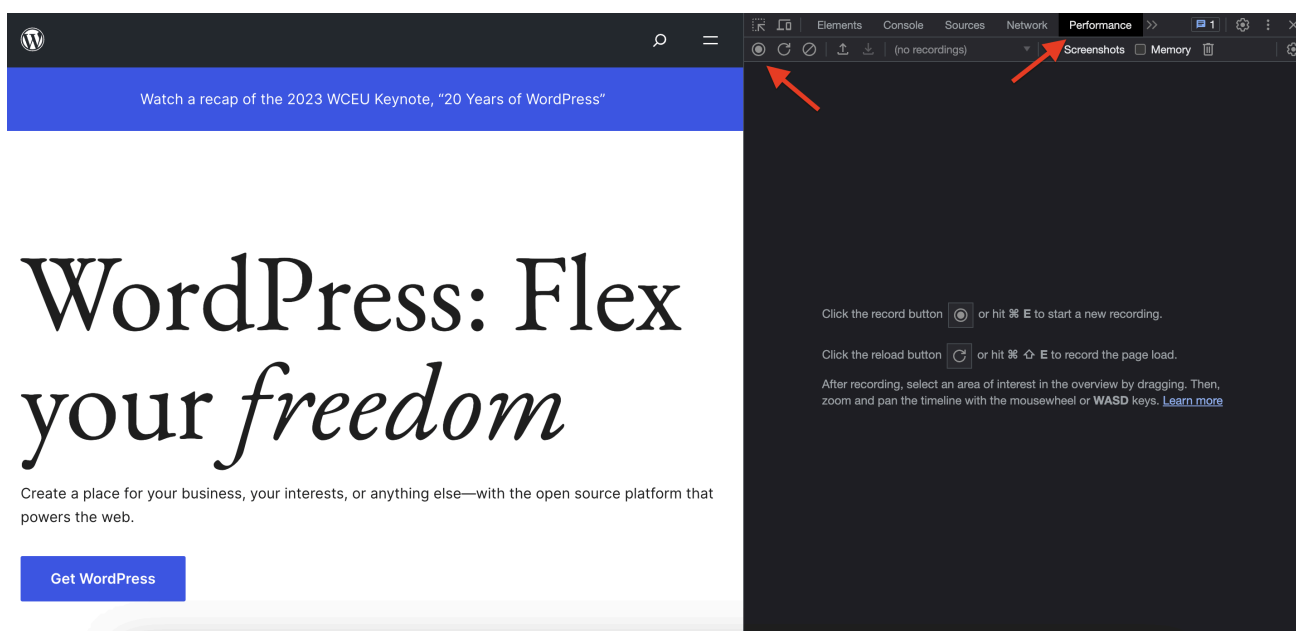 Elements Console Sources Network Performance 1
(no recordings) Screenshots Memory
Watch a recap of the 2023 WCEU Keynote, “20 Years of WordPress”
WordPress: Flex
your freedom
Create a place for your business, your interests, or anything else—with the open source platform that
powers the web.
Get WordPress
Click the record button or hit ⌘ E to start a new recording.
Click the reload button or hit ⌘ ⇧ E to record the page load.
After recording, select an area of interest in the overview by dragging. Then,
zoom and pan the timeline with the mousewheel or WASD keys. Learn more